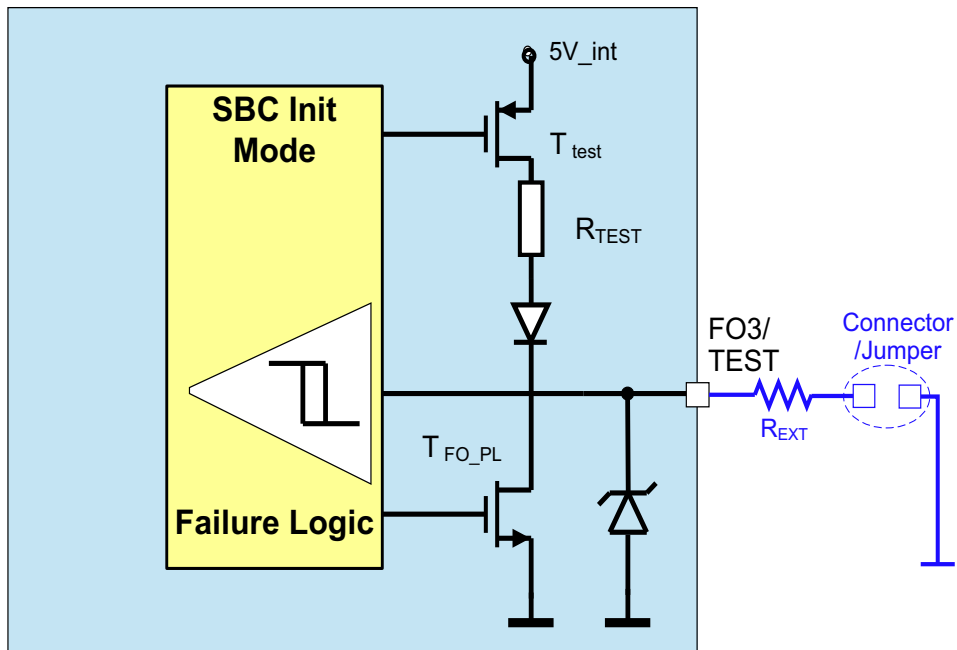 SBC Init
Mode
5V_int
T test
RTEST
FO3/
TEST
Connector
/Jumper
REXT
T FO_PL
Failure Logic